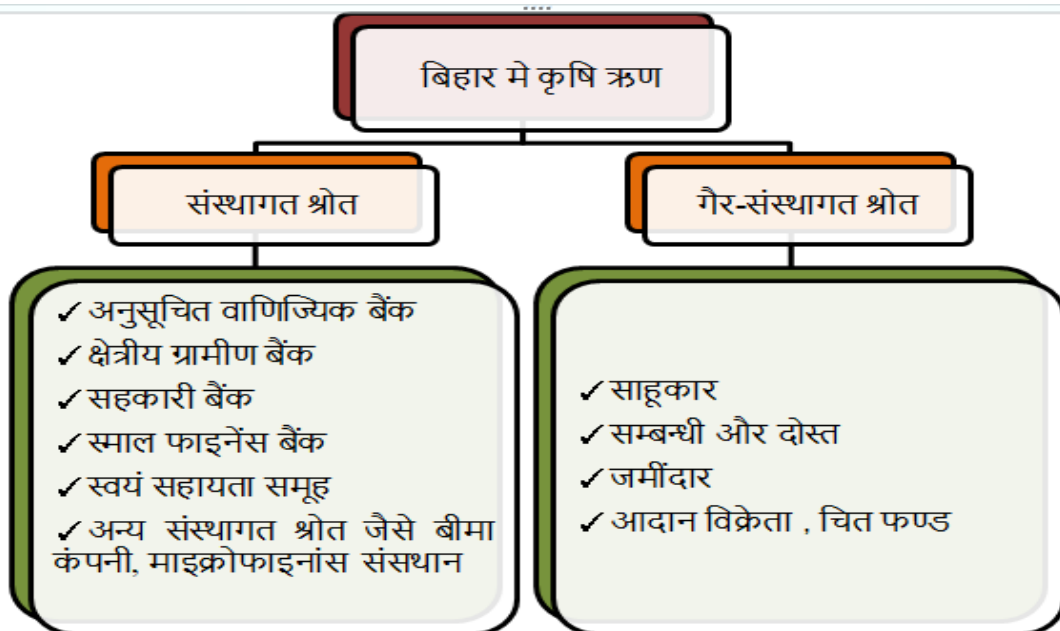 बिहार मे कृषि ऋण
संस्थागत श्रोत
गैर-संस्थागत श्रोत
✓ अनुसूचित वाणिज्यिक बैंक
✓ क्षेत्रीय ग्रामीण बैंक
✓ सहकारी बैंक
✓ स्माल फाइनेंस बैंक
✓ स्वयं सहायता समूह
✓ अन्य संस्थागत श्रोत जैसे बीमा
कंपनी, माइक्रोफाइनांस संसथान
✓ साहूकार
✓ सम्बन्धी और दोस्त
✓ जमींदार
✓ आदान विक्रेता , चित फण्ड